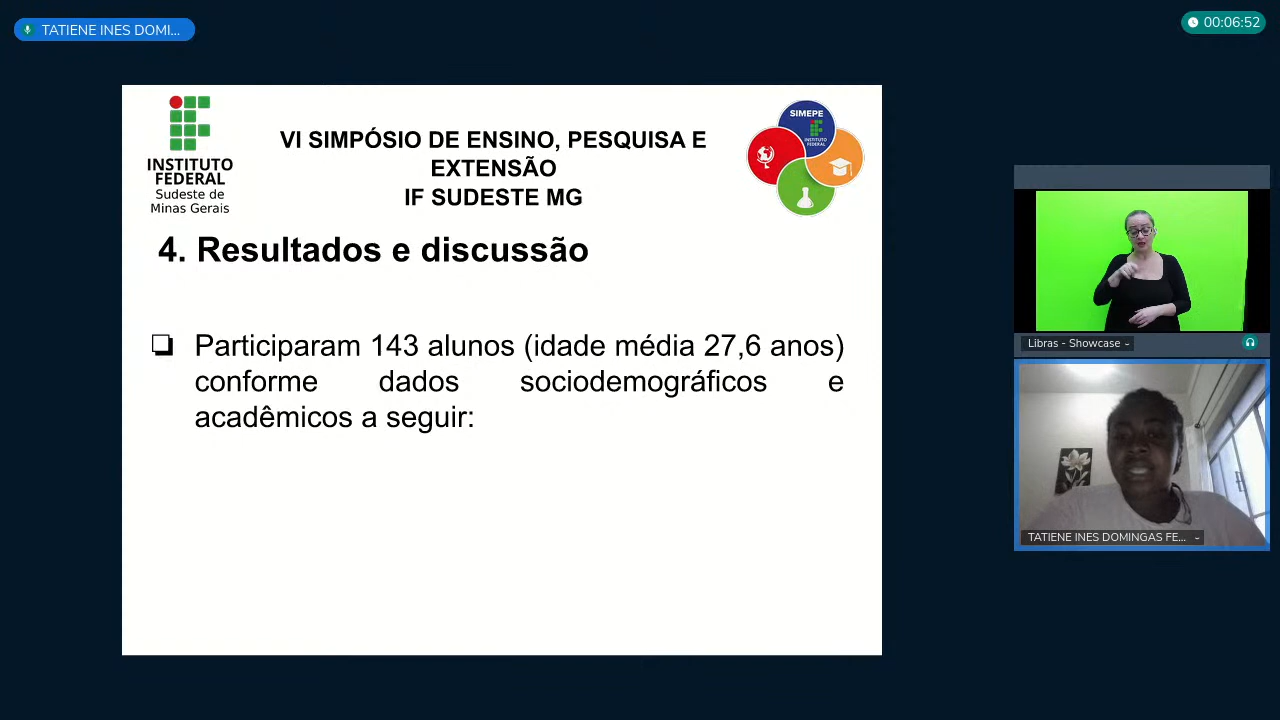 TATIENE INES DOMI...
00:06:52
INSTITUTO
FEDERAL
Sudeste de
Minas Gerais
VI SIMPÓSIO DE ENSINO, PESQUISA E
EXTENSÃO
IF SUDESTE MG
SIMEPE
INSTITUTO
FEDERAL
4. Resultados e discussão
❏ Participaram 143 alunos (idade média 27,6 anos)
conforme dados sociodemográficos e
acadêmicos a seguir:
Libras - Showcase
TATIENE INES DOMINGAS FE...